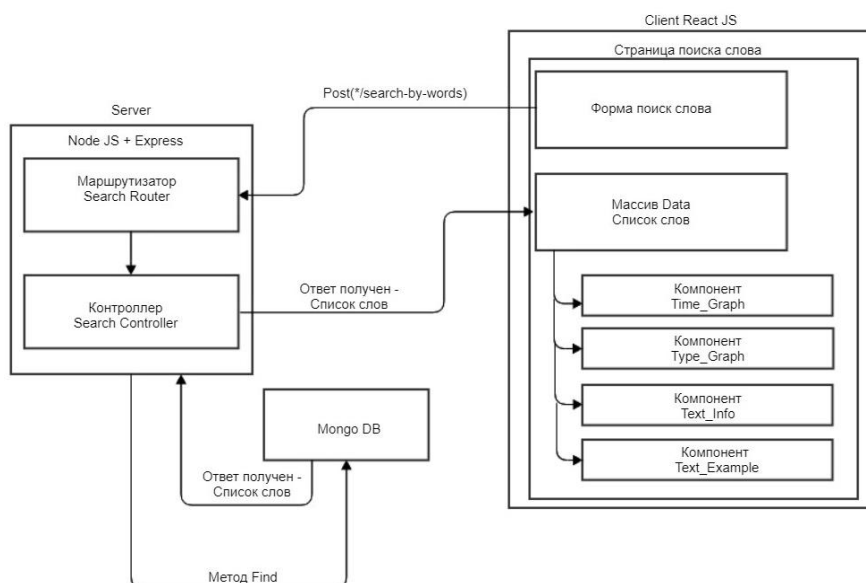 Client React JS
Страница поиска слова
Форма поиск слова
Post(*/search-by-words)
Server
Node JS + Express
Маршрутизатор
Search Router
Массив Data
Список слов
Контроллер
Search Controller
Ответ получен -
Список слов
Компонент
Time_Graph
Компонент
Type_Graph
Компонент
Text_Info
Компонент
Text_Example
Mongo DB
Ответ получен -
Список слов
Метод Find